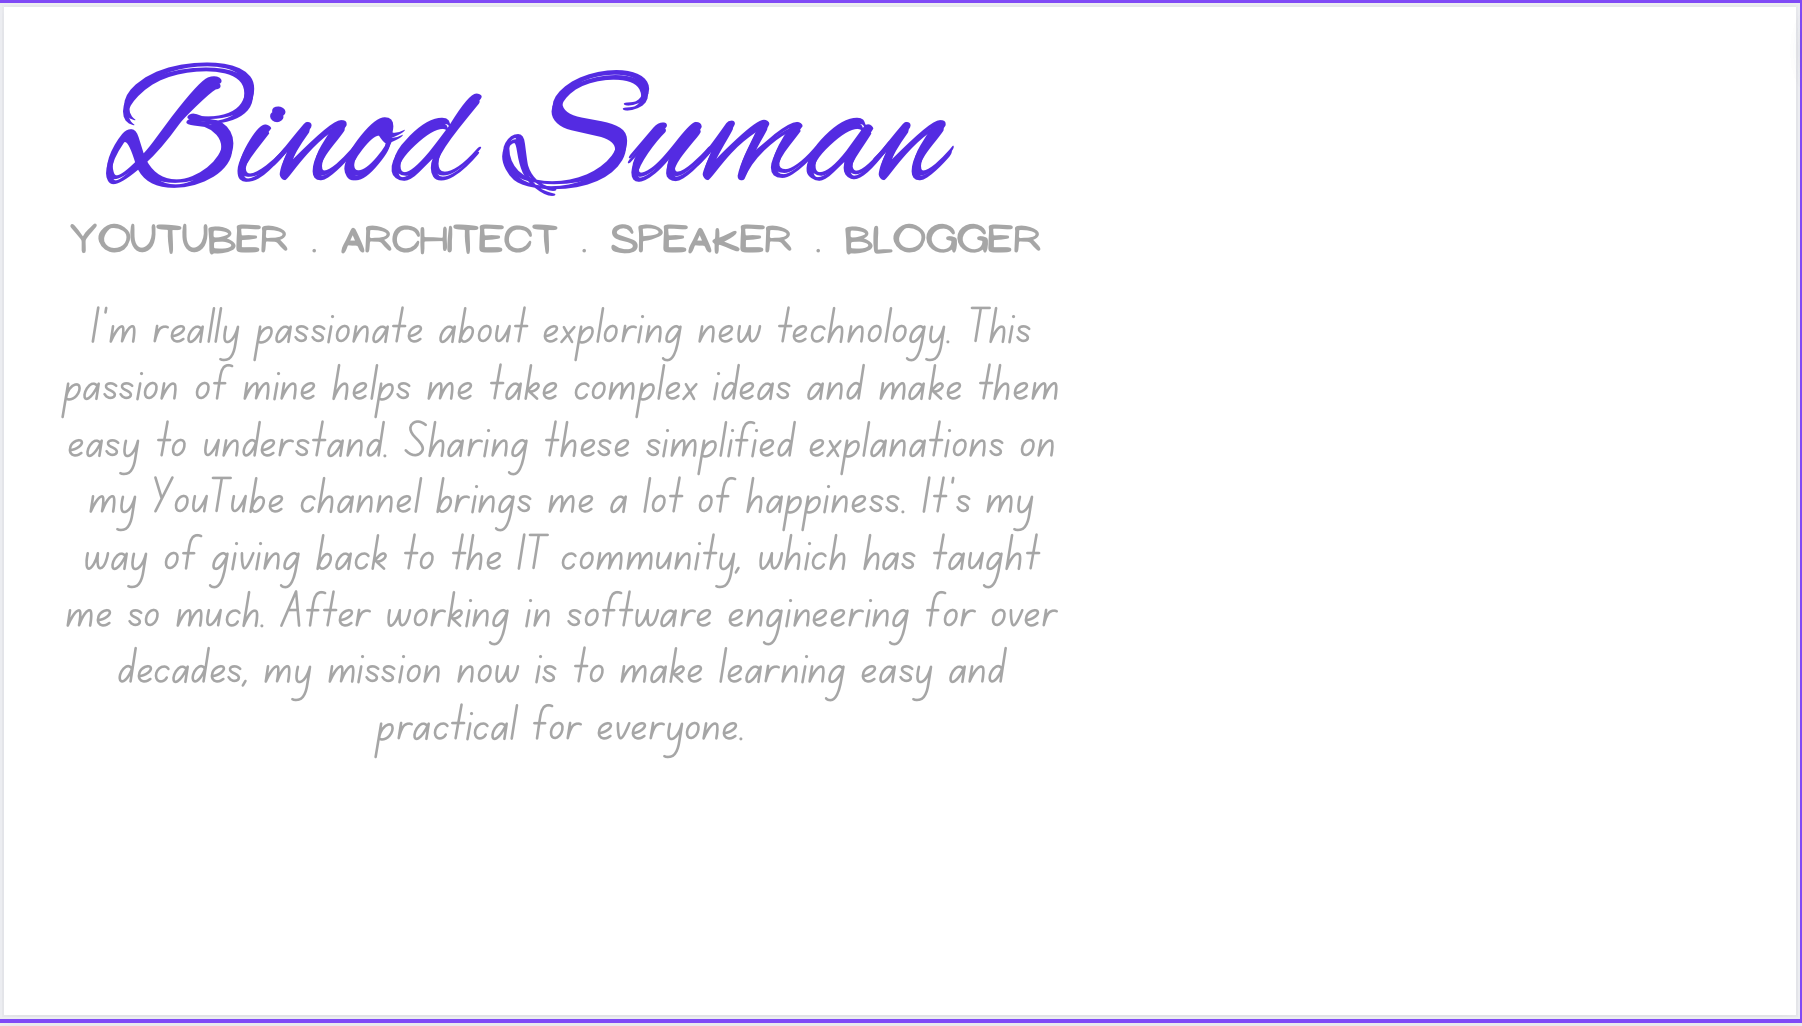 Binod Suman
YOUTUBER . ARCHITECT . SPEAKER . BLOGGER
I'm really passionate about exploring new technology. This
passion of mine helps me take complex ideas and make them
easy to understand. Sharing these simplified explanations on
my YouTube channel brings me a lot of happiness. It's my
way of giving back to the IT community, which has taught
me so much. After working in software engineering for over
decades, my mission now is to make learning easy and
practical for everyone.